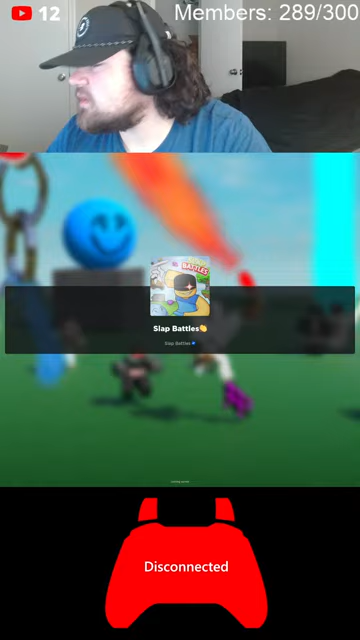 12
Members: 289/300
BATTLES
Slap Battles👏
Slap Battles
Disconnected